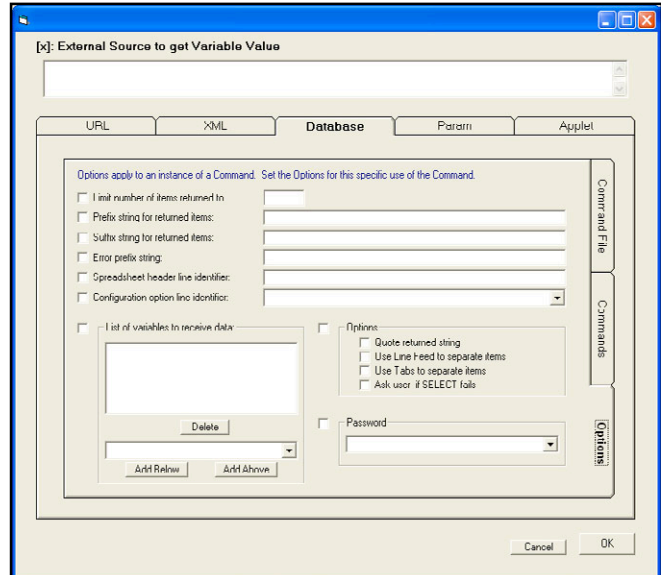 [x]: External Source to get Variable Value
URL XML Database Param Applet
Options apply to an instance of a Command. Set the Options for this specific use of the Command.
Limit number of items returned to
Prefix string for returned items:
Suffix string for returned items:
Error prefix string:
Spreadsheet header line identifier:
Configuration option line identifier:
Command File
Commands
Options
List of variables to receive data:
Delete
Add Below Add Above
Options
Quote returned string
Use Line Feed to separate items
Use Tabs to separate items
Ask user if SELECT fails
Password
Cancel OK